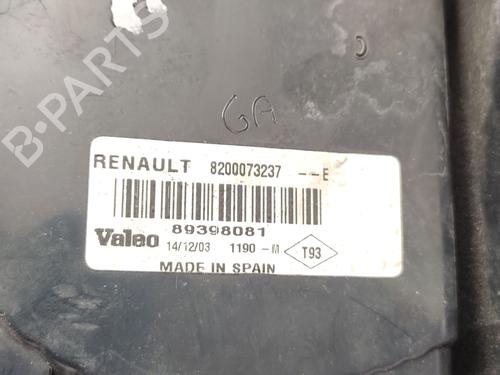 GA
RENAULT 8200073237 --E
89398081
Valeo 14/12/03 1190 -M T93
MADE IN SPAIN
B-PARTS